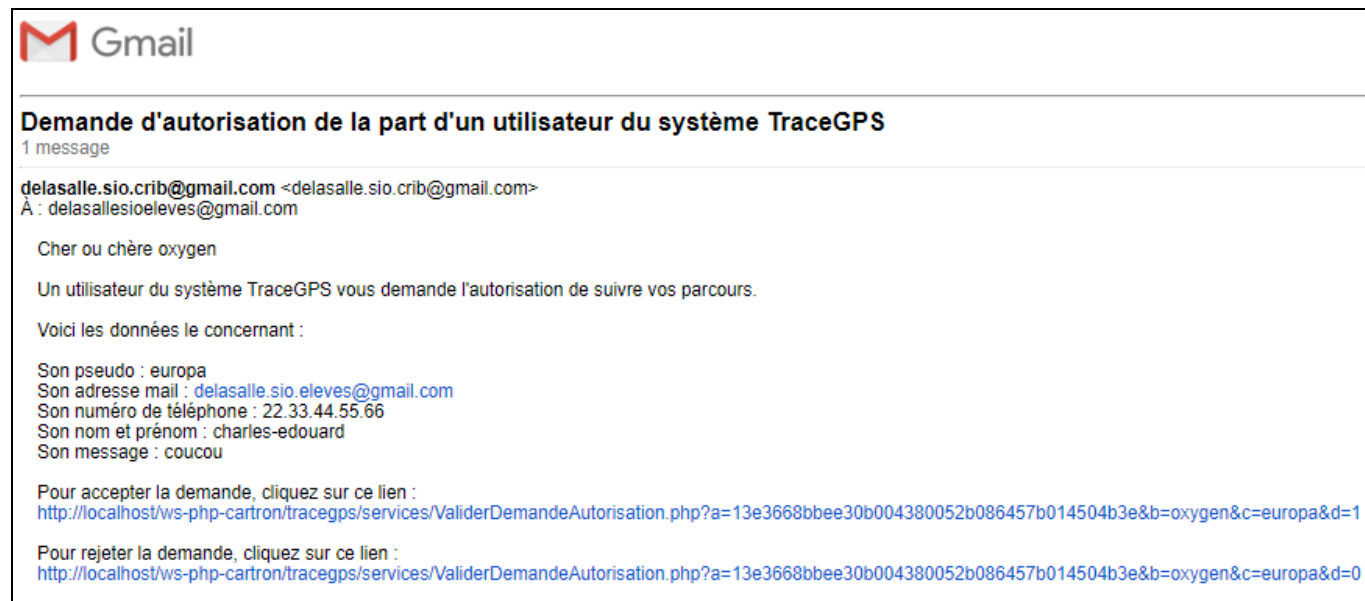 Gmail
Demande d'autorisation de la part d'un utilisateur du système TraceGPS
1 message
delasalle.sio.crib@gmail.com <delasalle.sio.crib@gmail.com>
À : delasallesioeleves@gmail.com
Cher ou chère oxygen
Un utilisateur du système TraceGPS vous demande l'autorisation de suivre vos parcours.
Voici les données le concernant :
Son pseudo : europa
Son adresse mail : delasalle.sio.eleves@gmail.com
Son numéro de téléphone : 22.33.44.55.66
Son nom et prénom : charles-edouard
Son message : coucou
Pour accepter la demande, cliquez sur ce lien :
http://localhost/ws-php-cartron/tracegps/services/ValiderDemandeAutorisation.php?a=13e3668bbee30b004380052b086457b014504b3e&b=oxygen&c=europa&d=1
Pour rejeter la demande, cliquez sur ce lien :
http://localhost/ws-php-cartron/tracegps/services/ValiderDemandeAutorisation.php?a=13e3668bbee30b004380052b086457b014504b3e&b=oxygen&c=europa&d=0